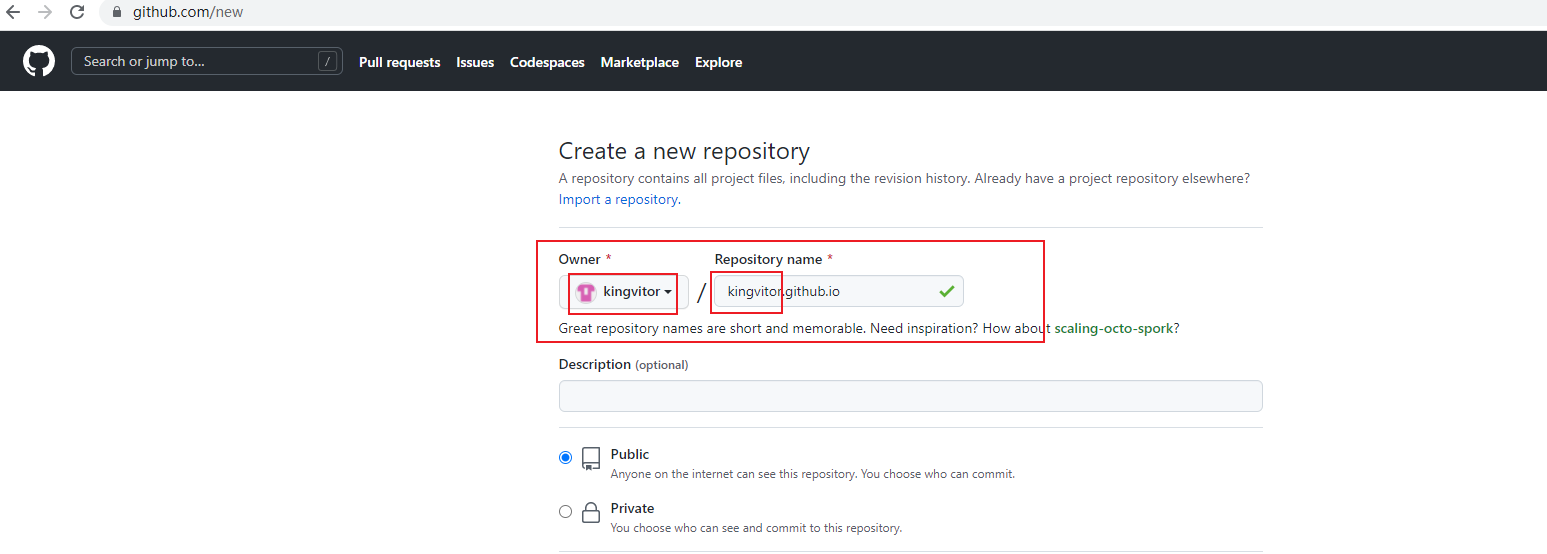 github.com/new
Search or jump to... / Pull requests Issues Codespaces Marketplace Explore
Create a new repository
A repository contains all project files, including the revision history. Already have a project repository elsewhere?
Import a repository.
Owner * Repository name *
kingvitor / kingvitor.github.io
Great repository names are short and memorable. Need inspiration? How about scaling-octo-spork?
Description (optional)
Public
Anyone on the internet can see this repository. You choose who can commit.
Private
You choose who can see and commit to this repository.